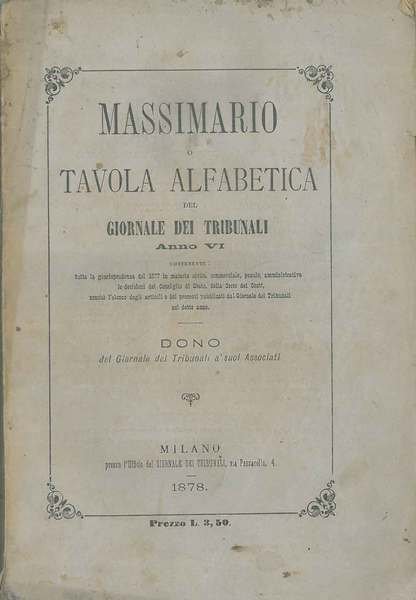 MASSIMARIO
O
TAVOLA ALFABETICA
DEL
GIORNALE DEI TRIBUNALI
Anno VI
CONTENENTE:
tutta la giurisprudenza del 1877 in materia civile, commerciale, penale, amministrativa
le decisioni del Consiglio di Stato, della Corte dei Conti,
nonchè l'elenco degli articoli e dei proventi pubblicati dal Giornale dei Tribunali
nel detto anno.
DONO
del Giornale dei Tribunali a' suoi Associati
MILANO
presso l'Ufficio del GIORNALE DEI TRIBUNALI, via Pantanella, 4.
1878.
Prezzo L. 3,50.